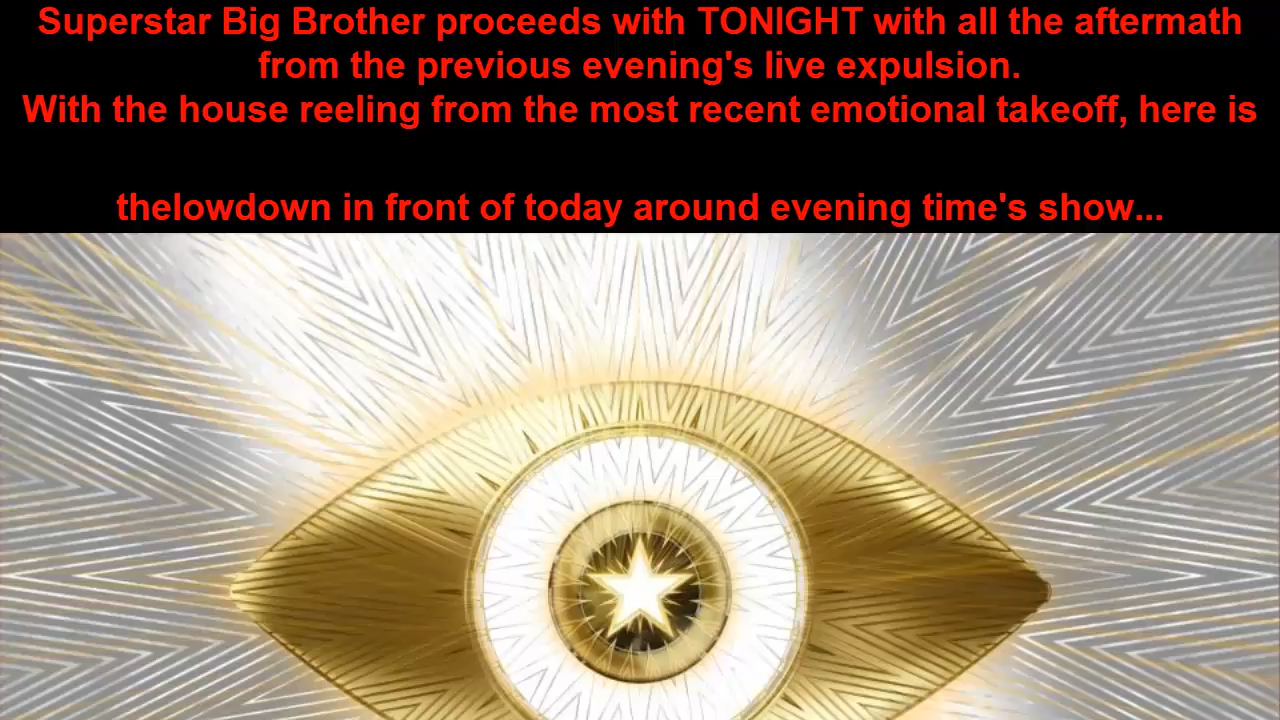 Superstar Big Brother proceeds with TONIGHT with all the aftermath
from the previous evening's live expulsion.
With the house reeling from the most recent emotional takeoff, here is
thelowdown in front of today around evening time's show...